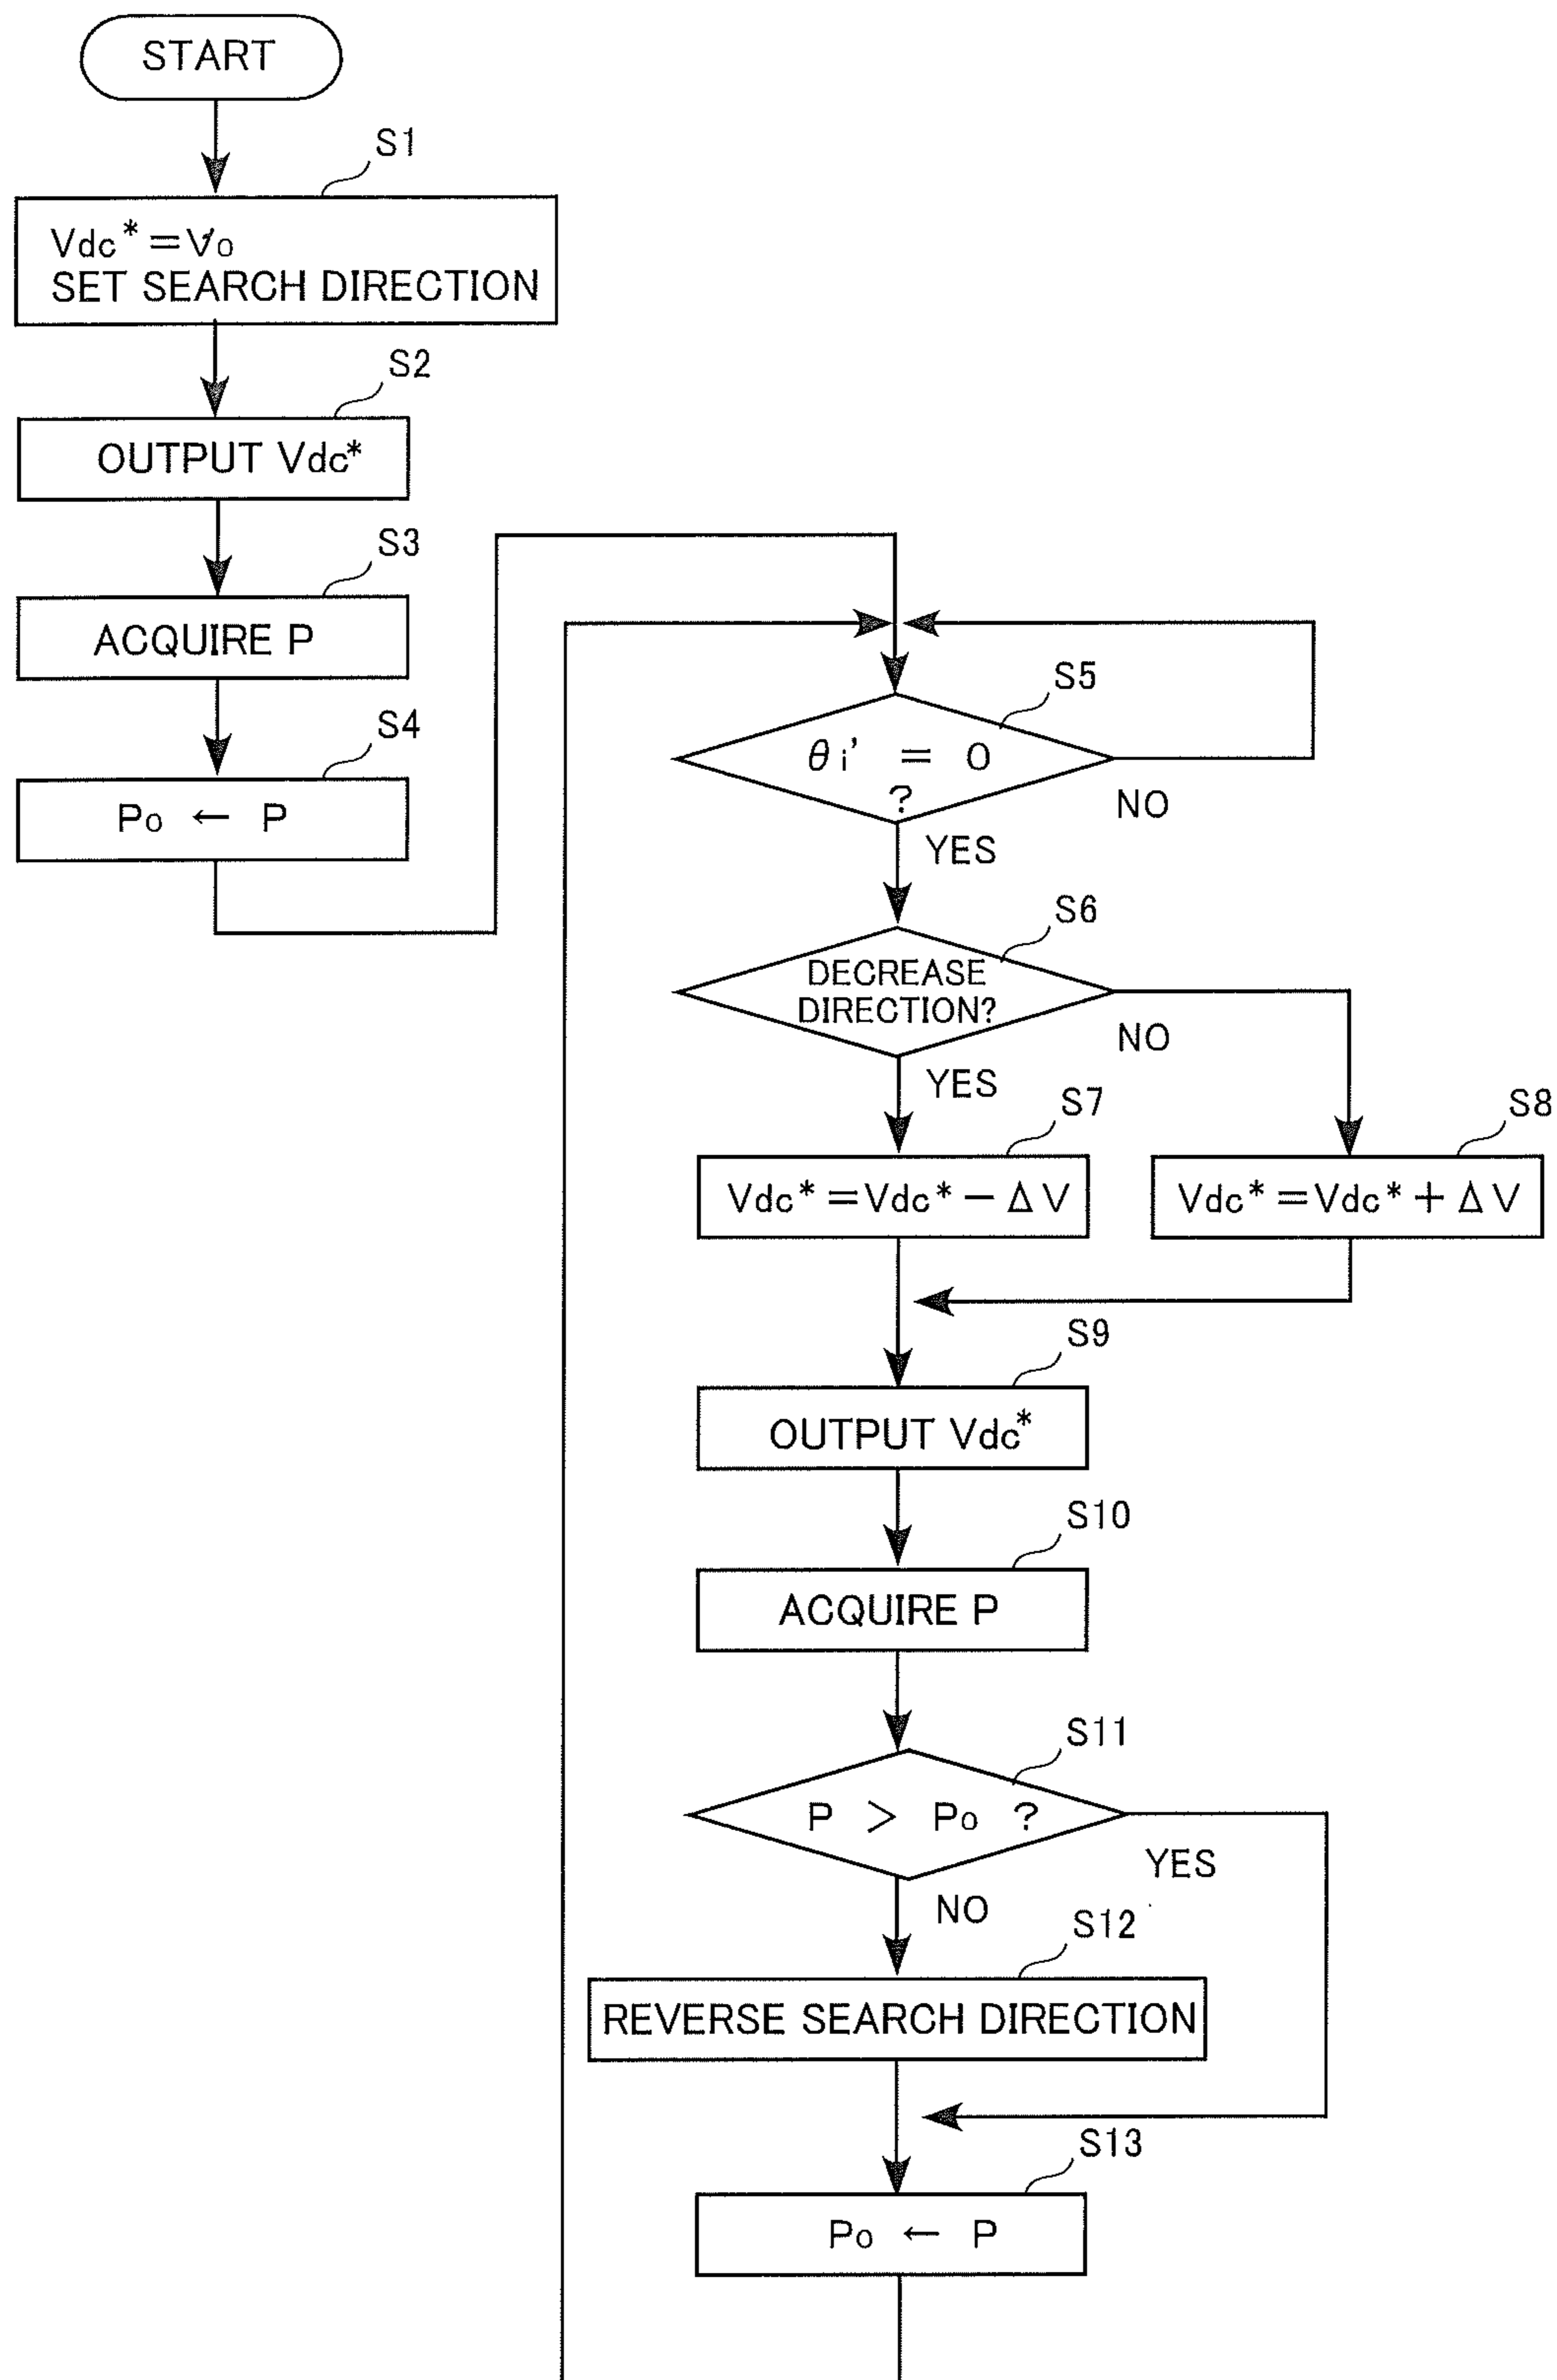 START
S1
Vdc* = Vo
SET SEARCH DIRECTION
S2
OUTPUT Vdc*
S3
ACQUIRE P
S4
Po ← P
S5
θi' = 0
?
NO
YES
S6
DECREASE
DIRECTION?
NO
YES
S7
Vdc* = Vdc* − ΔV
S8
Vdc* = Vdc* + ΔV
S9
OUTPUT Vdc*
S10
ACQUIRE P
S11
P > Po ?
YES
NO
S12
REVERSE SEARCH DIRECTION
S13
Po ← P